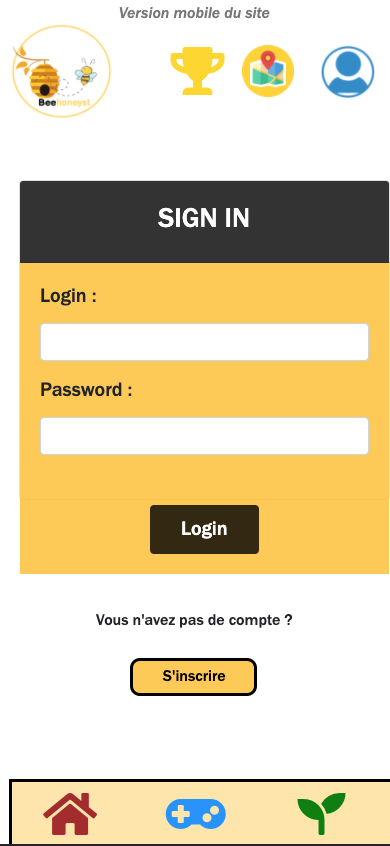 Version mobile du site
Beehoneyst
SIGN IN
Login :
Password :
Login
Vous n'avez pas de compte ?
S'inscrire